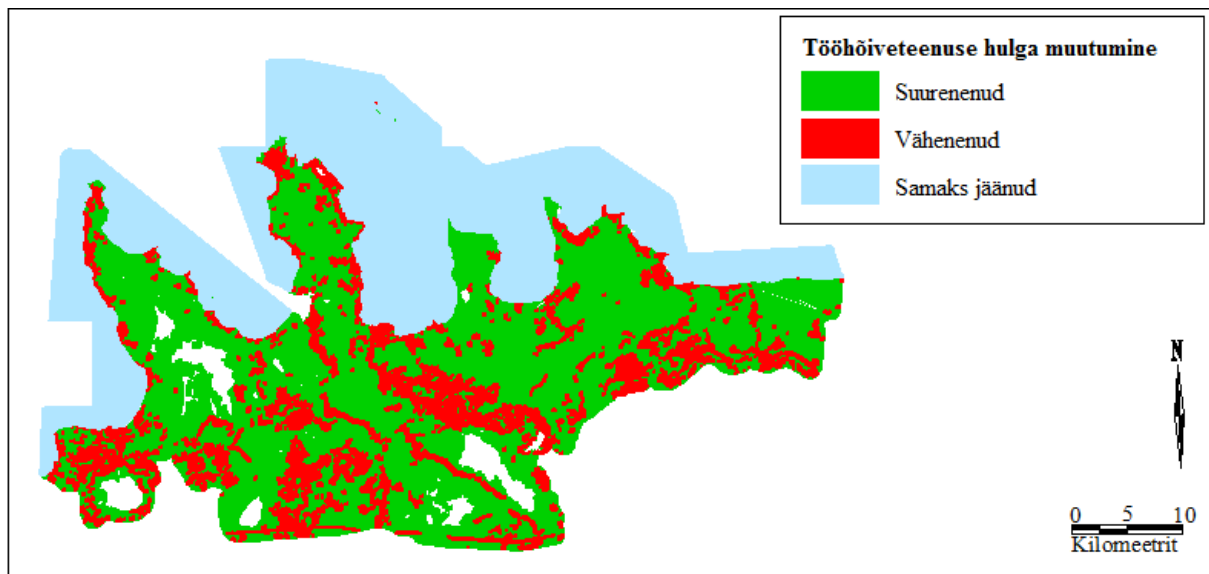 Tööhõiveteenuse hulga muutumine
Suurenenud
Vähenenud
Samaks jäänud
N
0 5 10
Kilomeetrit